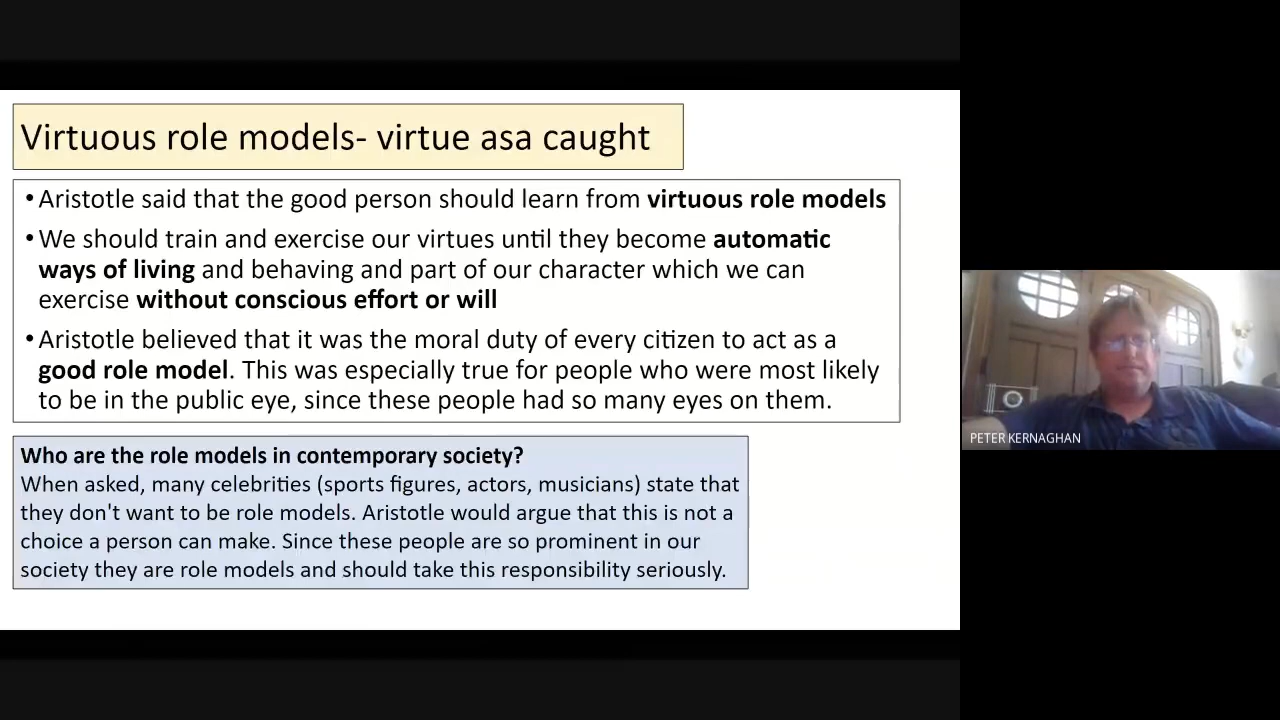 Virtuous role models- virtue asa caught
•Aristotle said that the good person should learn from virtuous role models
•We should train and exercise our virtues until they become automatic
ways of living and behaving and part of our character which we can
exercise without conscious effort or will
•Aristotle believed that it was the moral duty of every citizen to act as a
good role model. This was especially true for people who were most likely
to be in the public eye, since these people had so many eyes on them.
Who are the role models in contemporary society?
When asked, many celebrities (sports figures, actors, musicians) state that
they don't want to be role models. Aristotle would argue that this is not a
choice a person can make. Since these people are so prominent in our
society they are role models and should take this responsibility seriously.
PETER KERNAGHAN